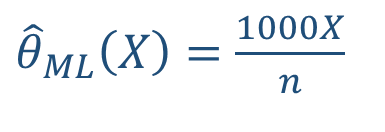 θ̂_ML(X) = 1000X / n